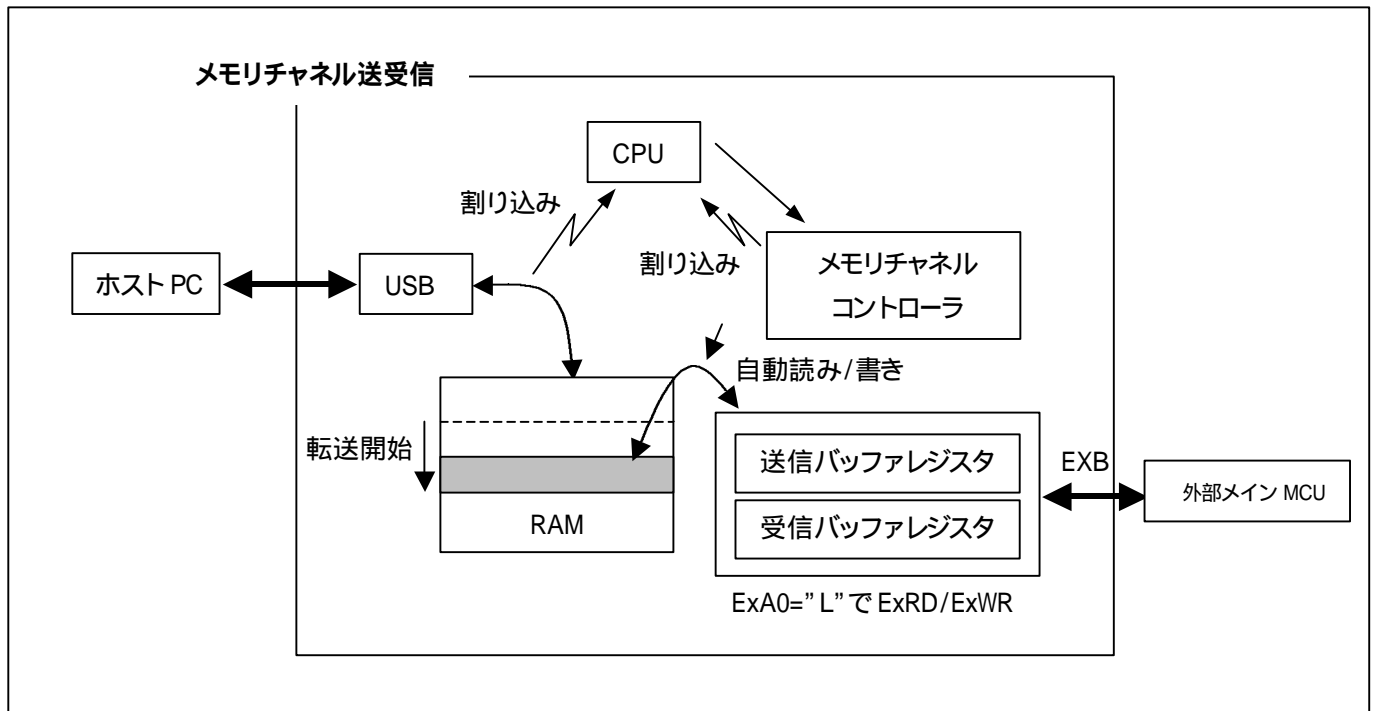 メモリチャネル送受信
CPU
割り込み
割り込み
メモリチャネル
コントローラ
ホスト PC
USB
自動読み/書き
転送開始
送信バッファレジスタ
EXB
外部メイン MCU
受信バッファレジスタ
RAM
ExA0=”L”で ExRD/ExWR